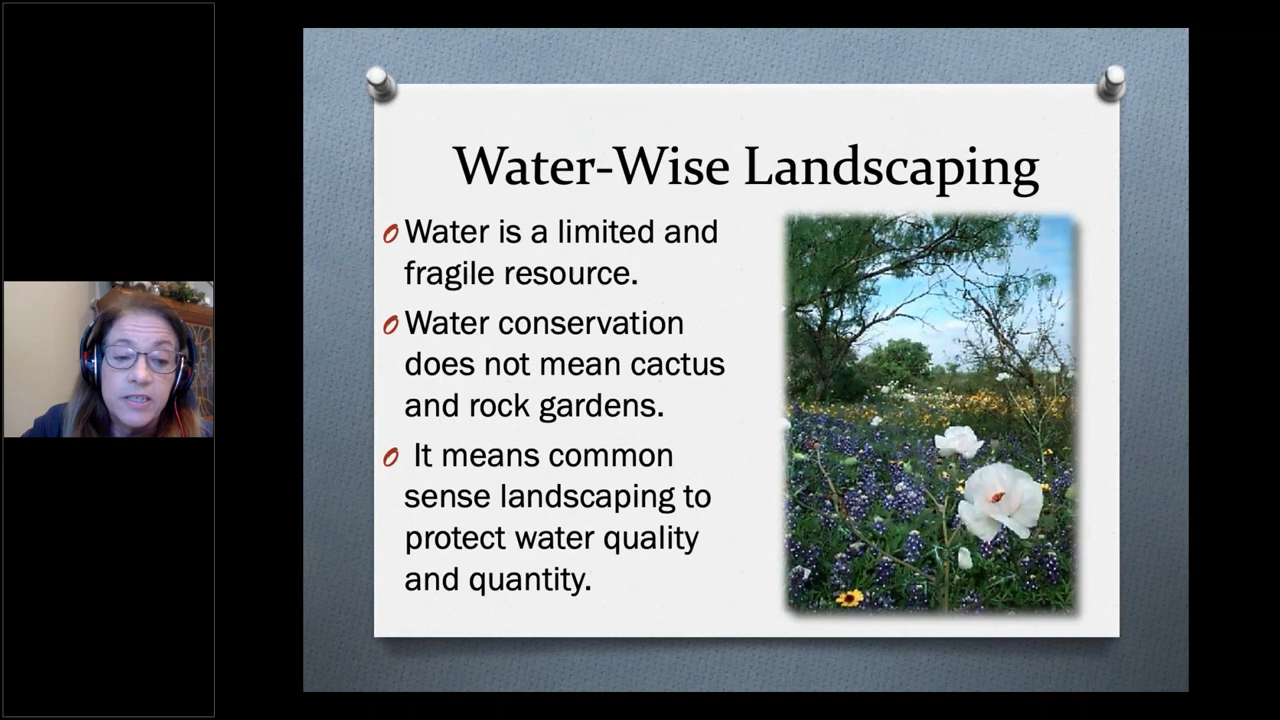 Water-Wise Landscaping
Water is a limited and
fragile resource.
Water conservation
does not mean cactus
and rock gardens.
It means common
sense landscaping to
protect water quality
and quantity.